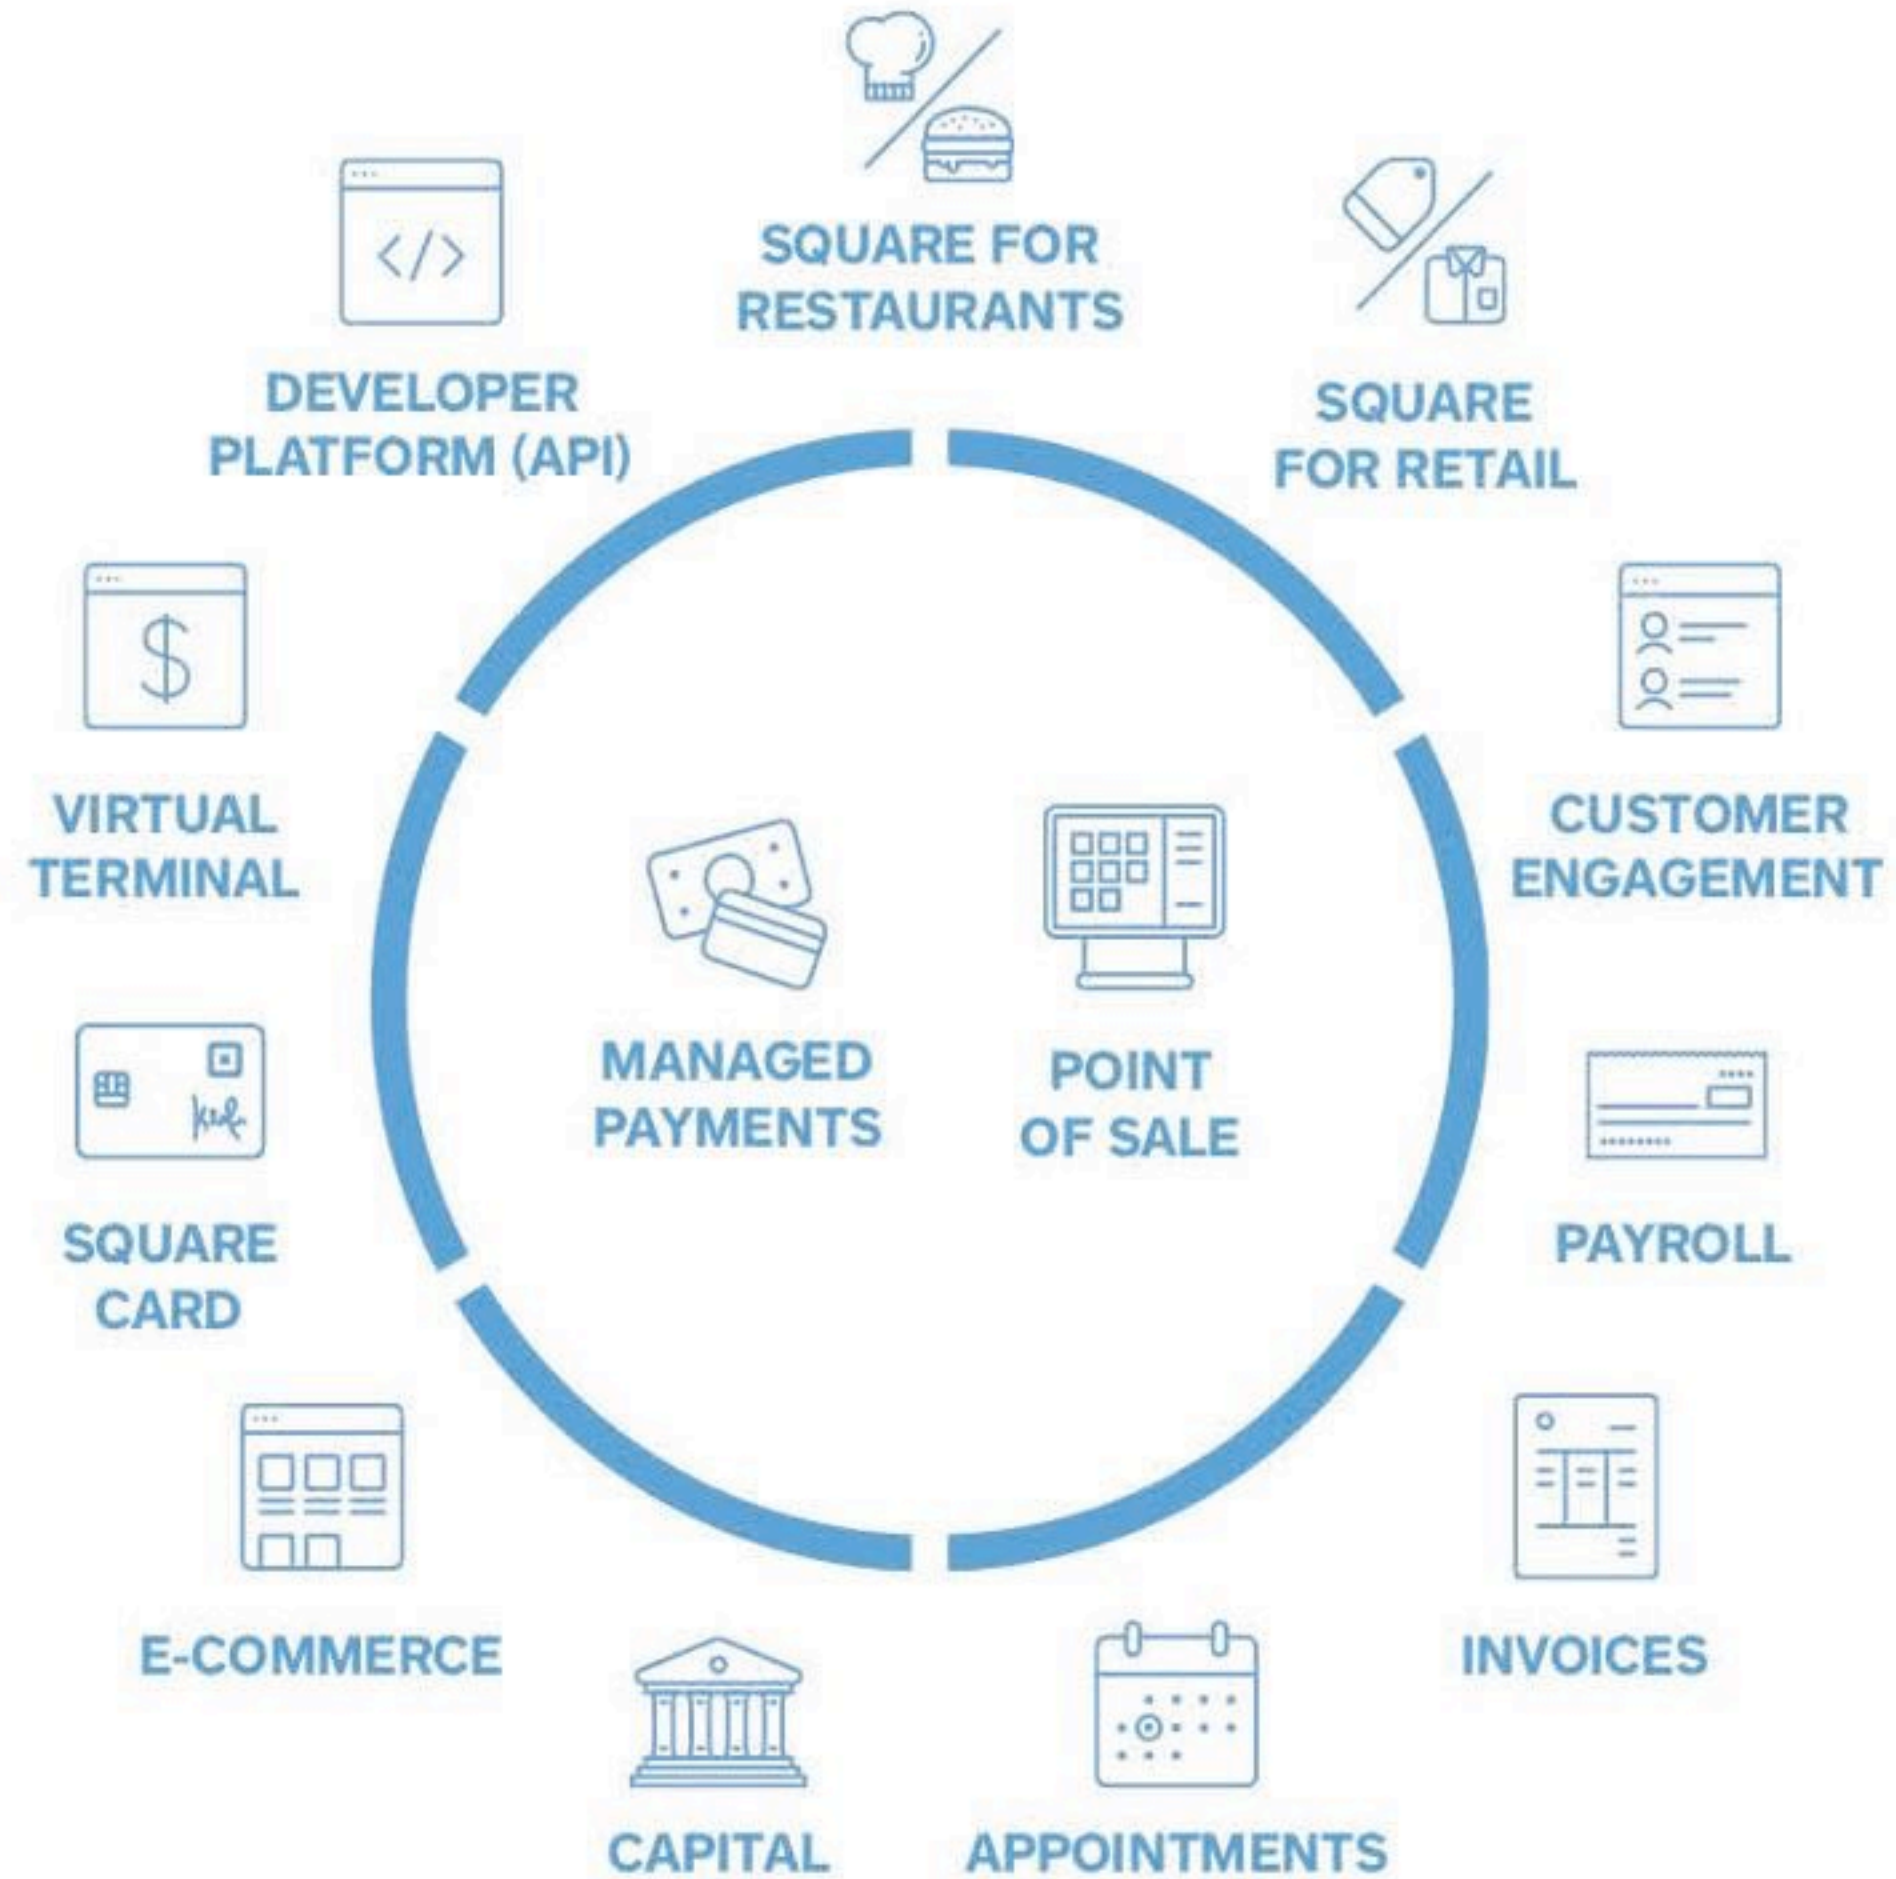 SQUARE FOR
RESTAURANTS
DEVELOPER
PLATFORM (API)
SQUARE
FOR RETAIL
VIRTUAL
TERMINAL
CUSTOMER
ENGAGEMENT
MANAGED
PAYMENTS
POINT
OF SALE
SQUARE
CARD
PAYROLL
E-COMMERCE
INVOICES
CAPITAL
APPOINTMENTS